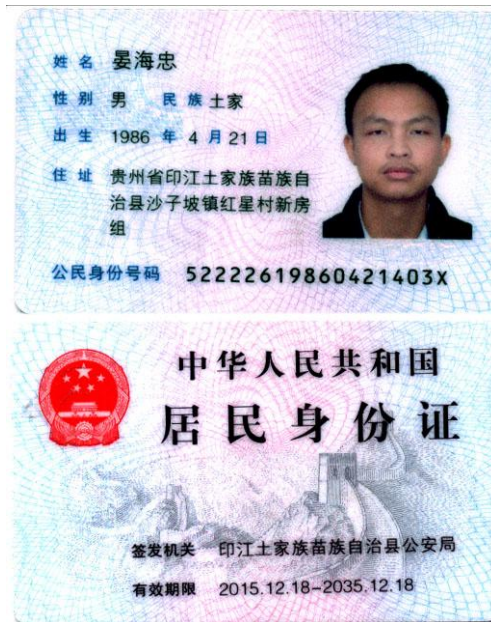 姓名 晏海忠
性别 男 民族 土家
出生 1986 年 4 月 21 日
住址 贵州省印江土家族苗族自
治县沙子坡镇红星村新房
组
公民身份号码 52222619860421403X
中华人民共和国
居民身份证
签发机关 印江土家族苗族自治县公安局
有效期限 2015.12.18-2035.12.18